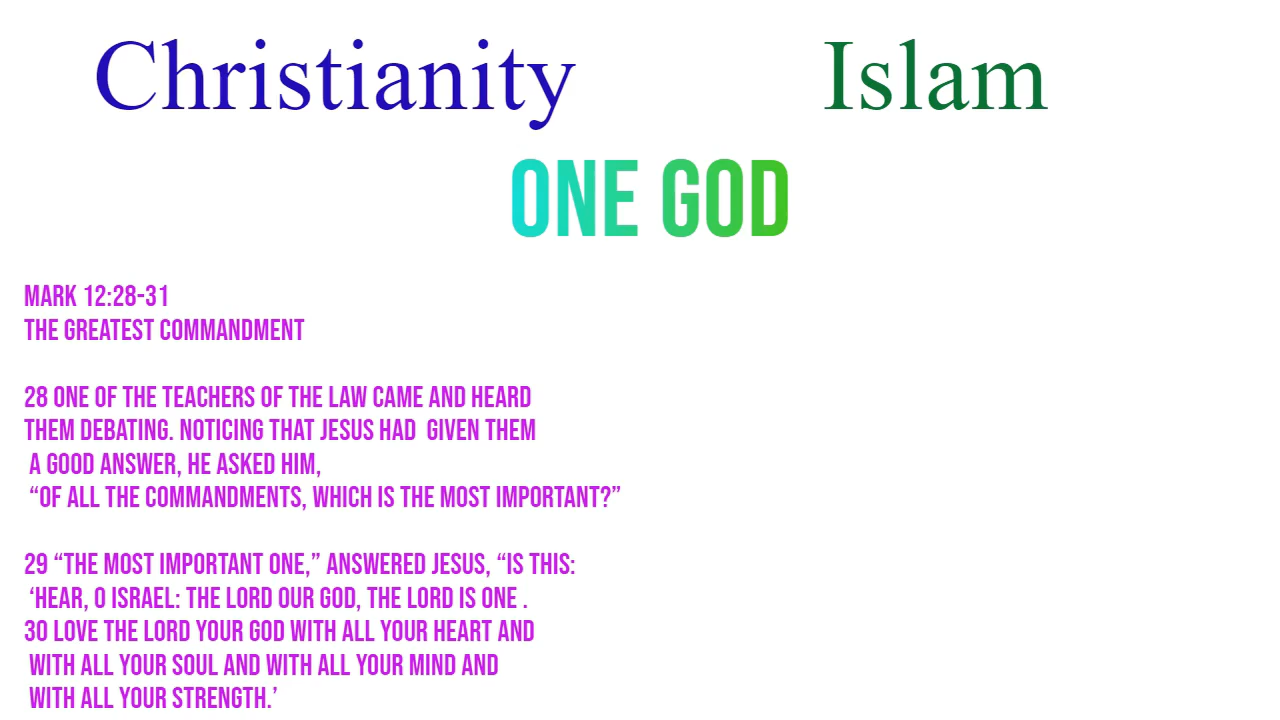 Christianity Islam
ONE GOD
MARK 12:28-31
THE GREATEST COMMANDMENT
28 ONE OF THE TEACHERS OF THE LAW CAME AND HEARD
THEM DEBATING. NOTICING THAT JESUS HAD  GIVEN THEM
A GOOD ANSWER, HE ASKED HIM,
“OF ALL THE COMMANDMENTS, WHICH IS THE MOST IMPORTANT?”
29 “THE MOST IMPORTANT ONE,” ANSWERED JESUS, “IS THIS:
‘HEAR, O ISRAEL: THE LORD OUR GOD, THE LORD IS ONE .
30 LOVE THE LORD YOUR GOD WITH ALL YOUR HEART AND
WITH ALL YOUR SOUL AND WITH ALL YOUR MIND AND
WITH ALL YOUR STRENGTH.’